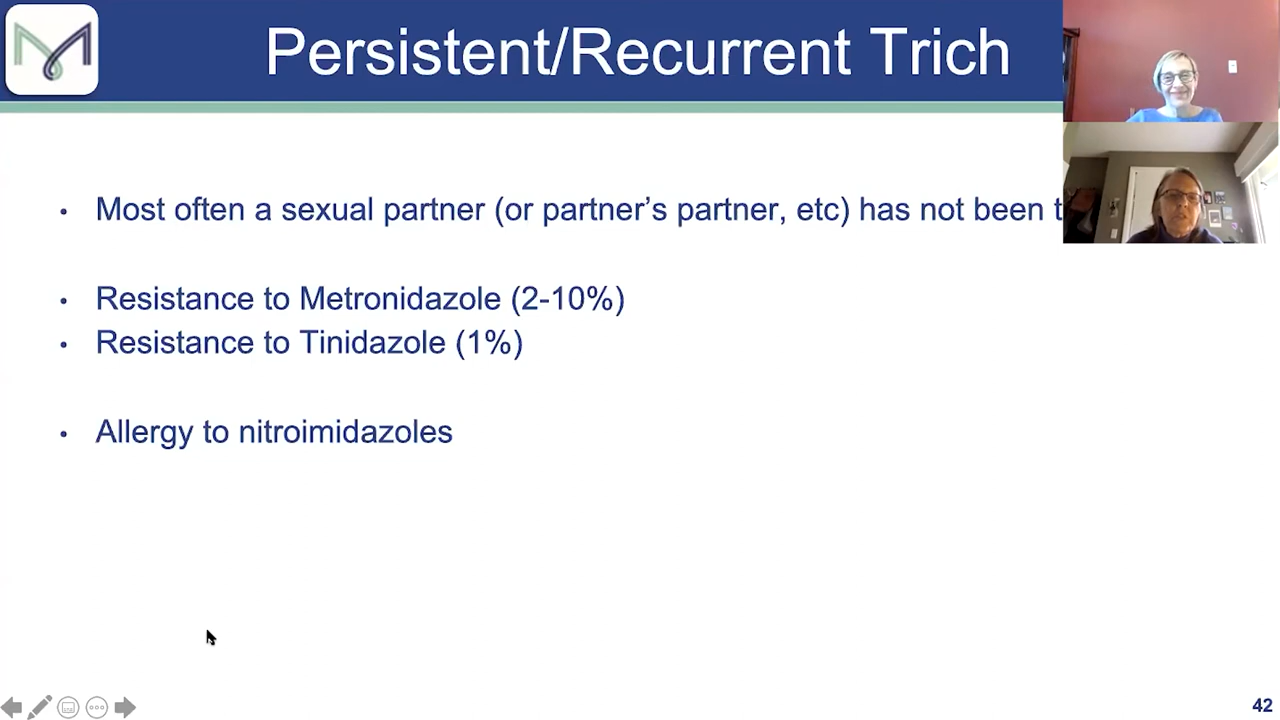 Persistent/Recurrent Trich
• Most often a sexual partner (or partner's partner, etc) has not been
• Resistance to Metronidazole (2-10%)
• Resistance to Tinidazole (1%)
• Allergy to nitroimidazoles
42